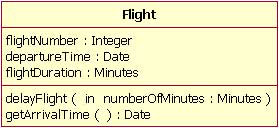 Flight
flightNumber : Integer
departureTime : Date
flightDuration : Minutes
delayFlight ( in numberOfMinutes : Minutes )
getArrivalTime ( ) : Date